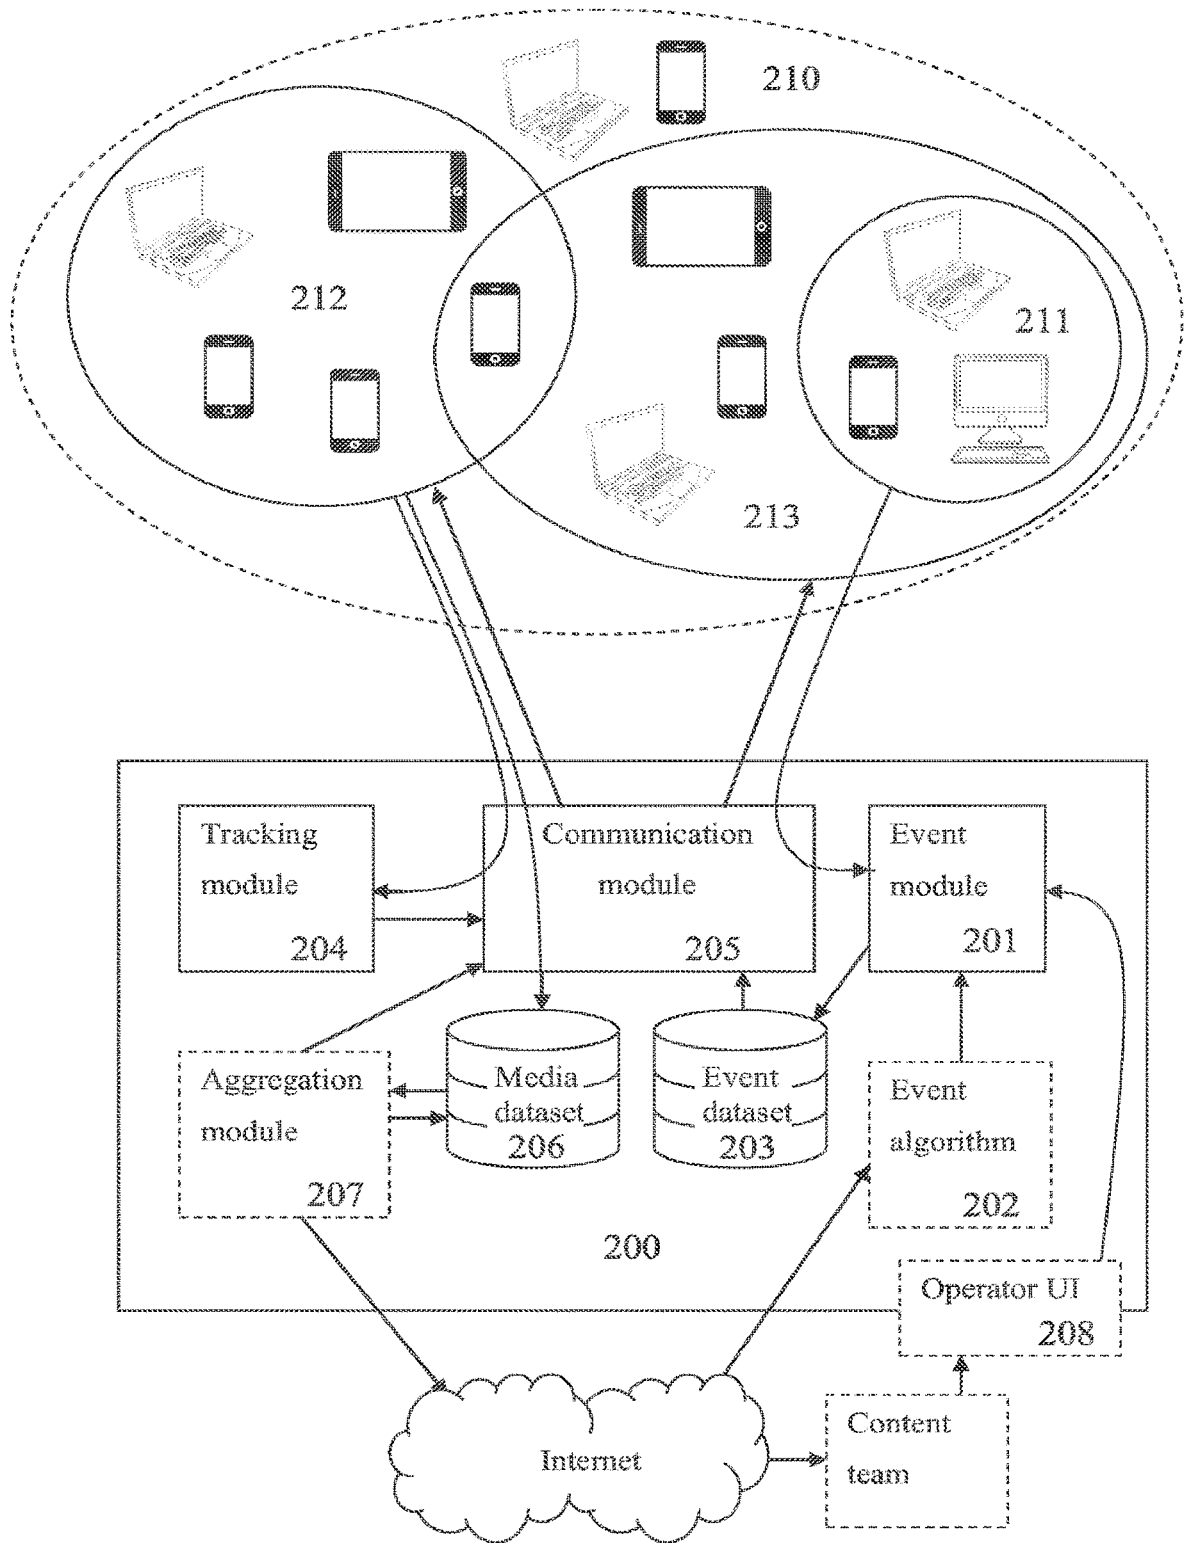 210
212
211
213
Tracking
module
204
Communication
module
205
Event
module
201
Aggregation
module
207
Media
dataset
206
Event
dataset
203
Event
algorithm
202
200
Operator UI
208
Internet
Content
team